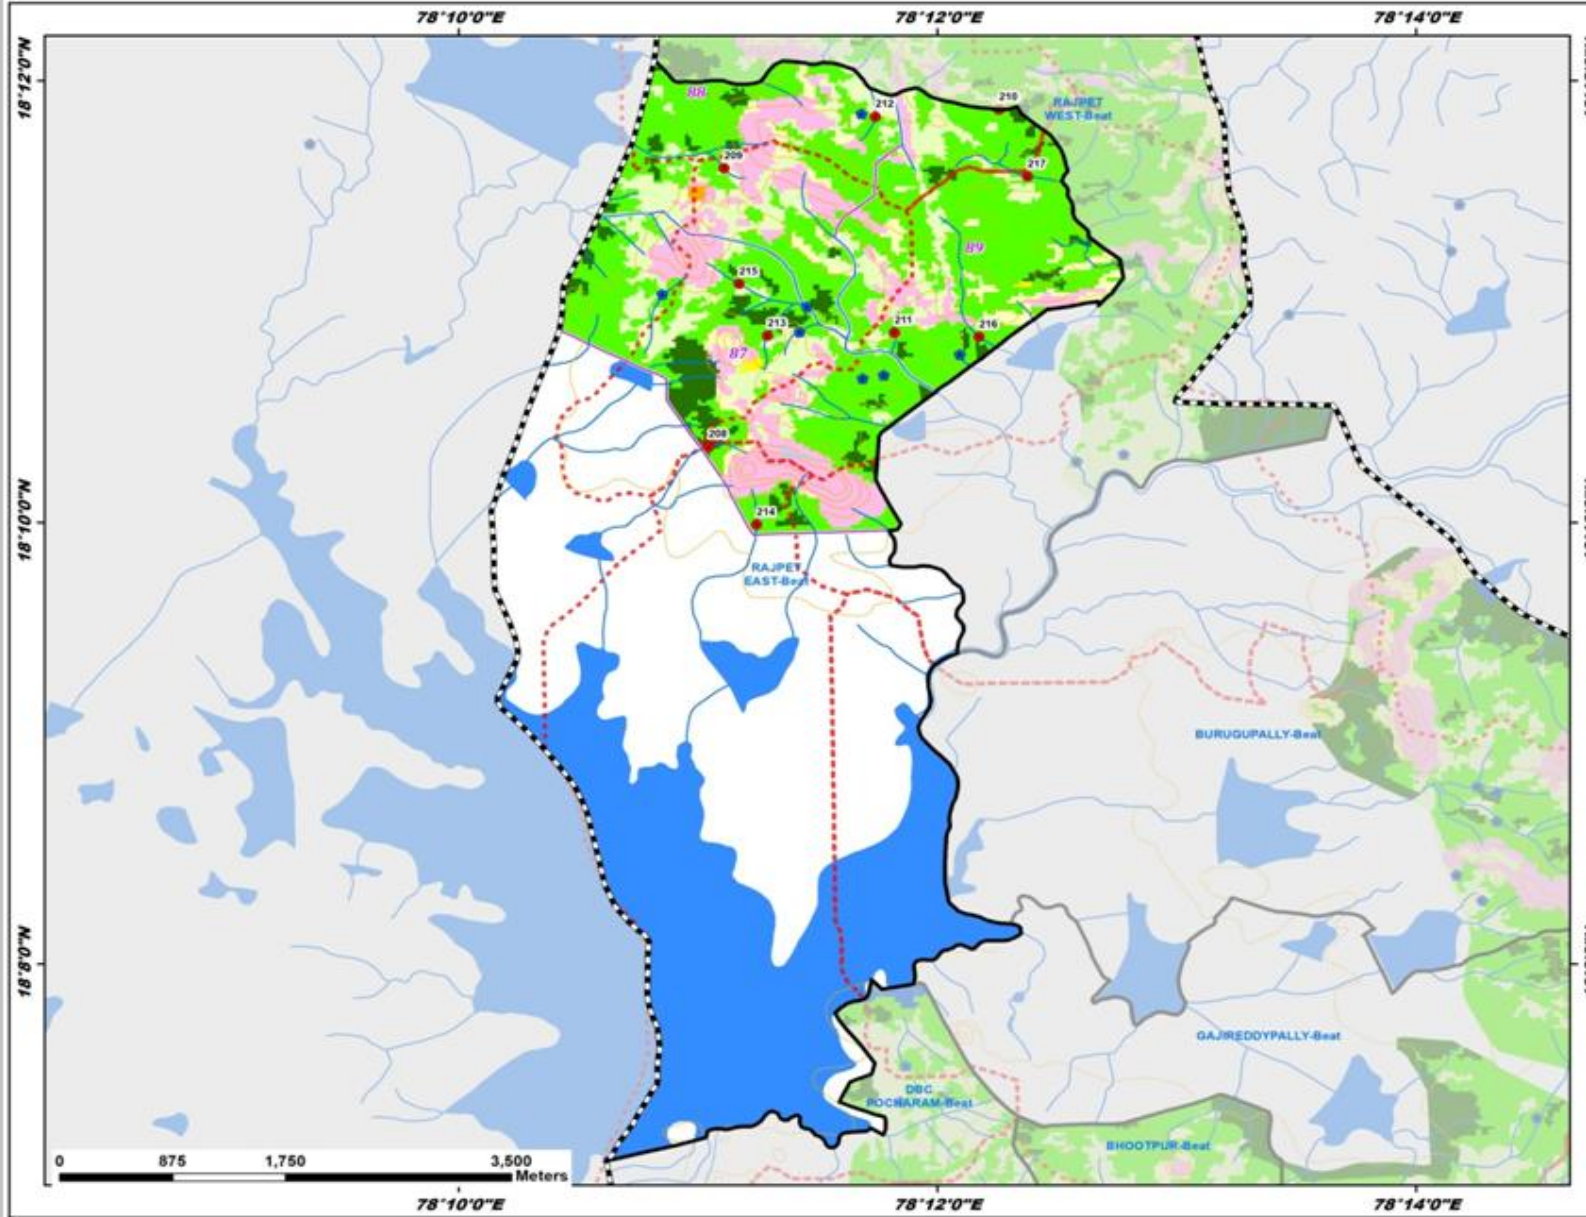 78°10'0"E
78°12'0"E
78°14'0"E
18°12'0"N
88
212
210
RAJPET
WEST-Beat
209
217
89
215
213
211
216
87
208
18°10'0"N
214
RAJPET
EAST-Beat
BURUGUPALLY-Beat
18°8'0"N
GAJIREDDYPALLY-Beat
DBC
POCHARAM-Beat
BHOOTPUR-Beat
0 875 1,750 3,500
Meters
78°10'0"E
78°12'0"E
78°14'0"E